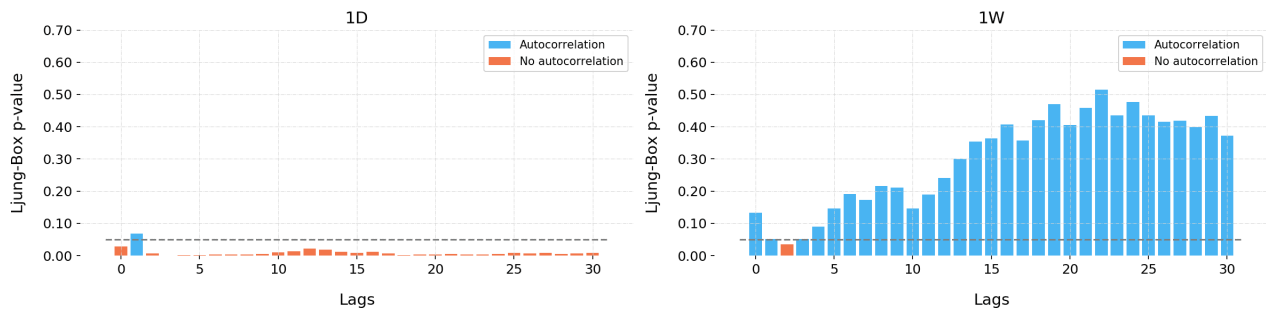 1D
Ljung-Box p-value
0.70
0.60
0.50
0.40
0.30
0.20
0.10
0.00
Autocorrelation
No autocorrelation
0 5 10 15 20 25 30
Lags
1W
Ljung-Box p-value
0.70
0.60
0.50
0.40
0.30
0.20
0.10
0.00
Autocorrelation
No autocorrelation
0 5 10 15 20 25 30
Lags